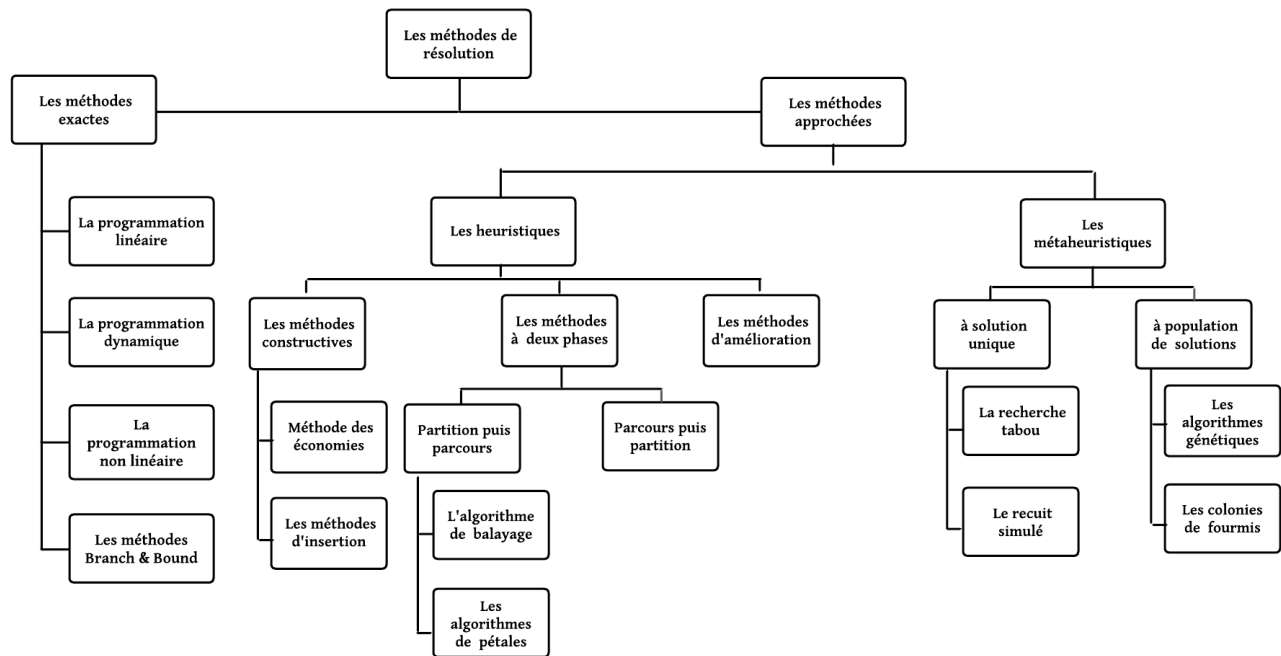 Les méthodes de
résolution
Les méthodes
exactes
Les méthodes
approchées
La programmation
linéaire
La programmation
dynamique
La
programmation
non linéaire
Les méthodes
Branch & Bound
Les heuristiques
Les méthodes
constructives
Méthode des
économies
Les méthodes
d'insertion
Les méthodes
à deux phases
Partition puis
parcours
L'algorithme
de balayage
Les
algorithmes
de pétales
Parcours puis
partition
Les méthodes
d'amélioration
Les
métaheuristiques
à solution
unique
La recherche
tabou
Le recuit
simulé
à population
de solutions
Les
algorithmes
génétiques
Les colonies
de fourmis